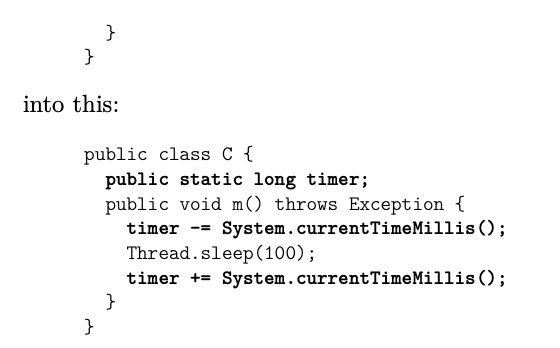 }
}
into this:
public class C {
public static long timer;
public void m() throws Exception {
timer -= System.currentTimeMillis();
Thread.sleep(100);
timer += System.currentTimeMillis();
}
}